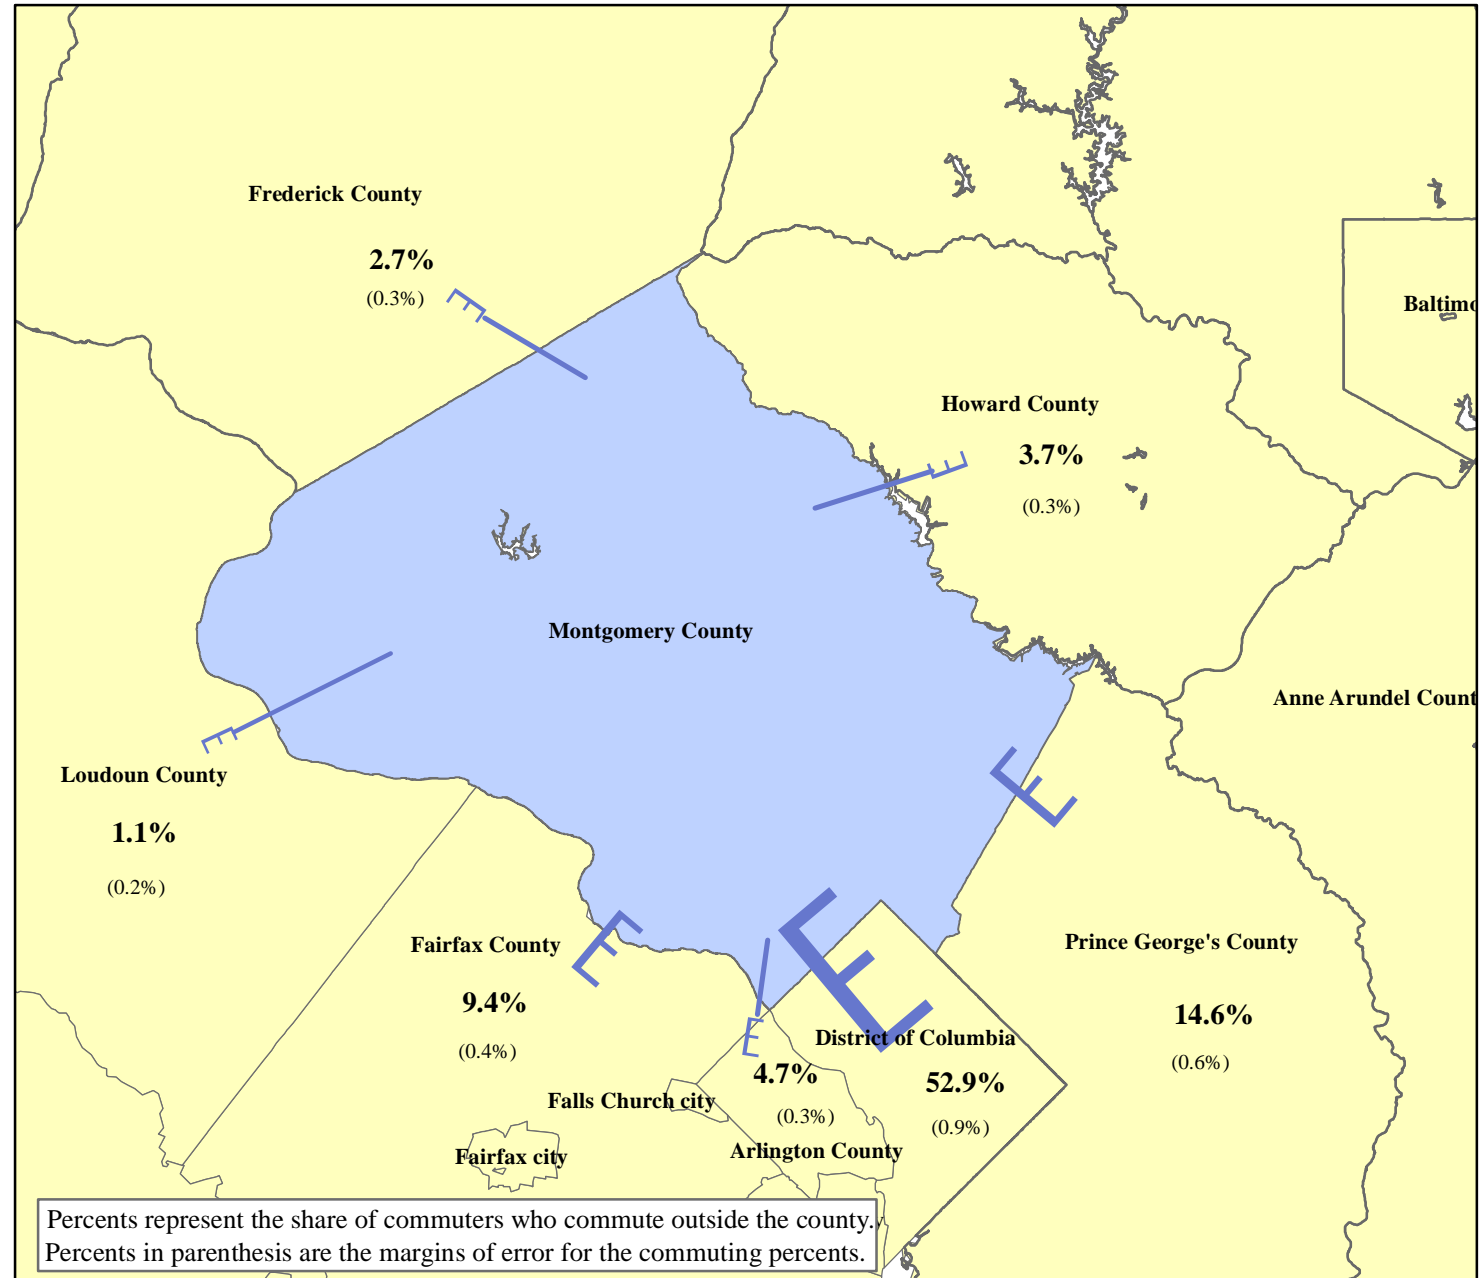 Frederick County
2.7%
(0.3%)
Baltimo
Howard County
3.7%
(0.3%)
Montgomery County
Anne Arundel Count
Loudoun County
1.1%
(0.2%)
Fairfax County
9.4%
(0.4%)
Prince George's County
14.6%
(0.6%)
District of Columbia
52.9%
(0.9%)
4.7%
(0.3%)
Arlington County
Falls Church city
Fairfax city
Percents represent the share of commuters who commute outside the county.
Percents in parenthesis are the margins of error for the commuting percents.